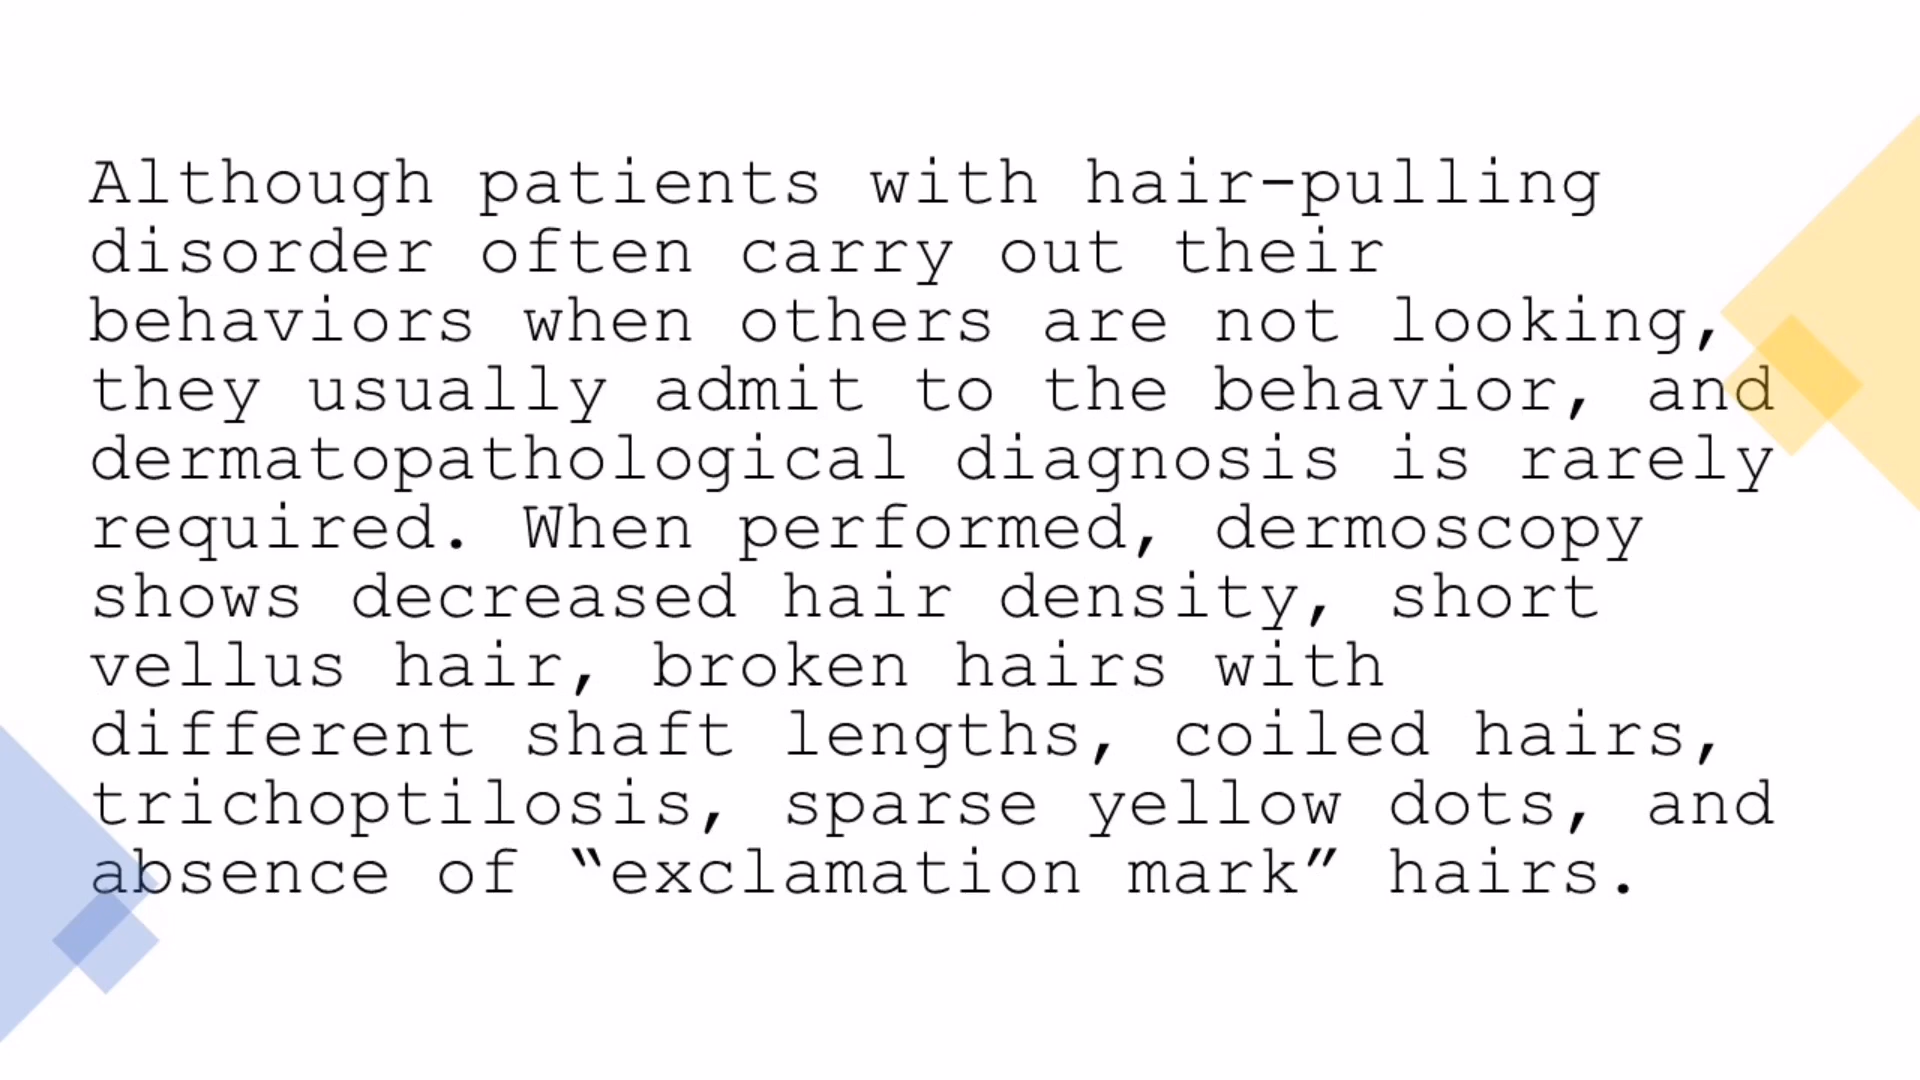 Although patients with hair-pulling
disorder often carry out their
behaviors when others are not looking,
they usually admit to the behavior, and
dermatopathological diagnosis is rarely
required. When performed, dermoscopy
shows decreased hair density, short
vellus hair, broken hairs with
different shaft lengths, coiled hairs,
trichoptilosis, sparse yellow dots, and
absence of “exclamation mark” hairs.